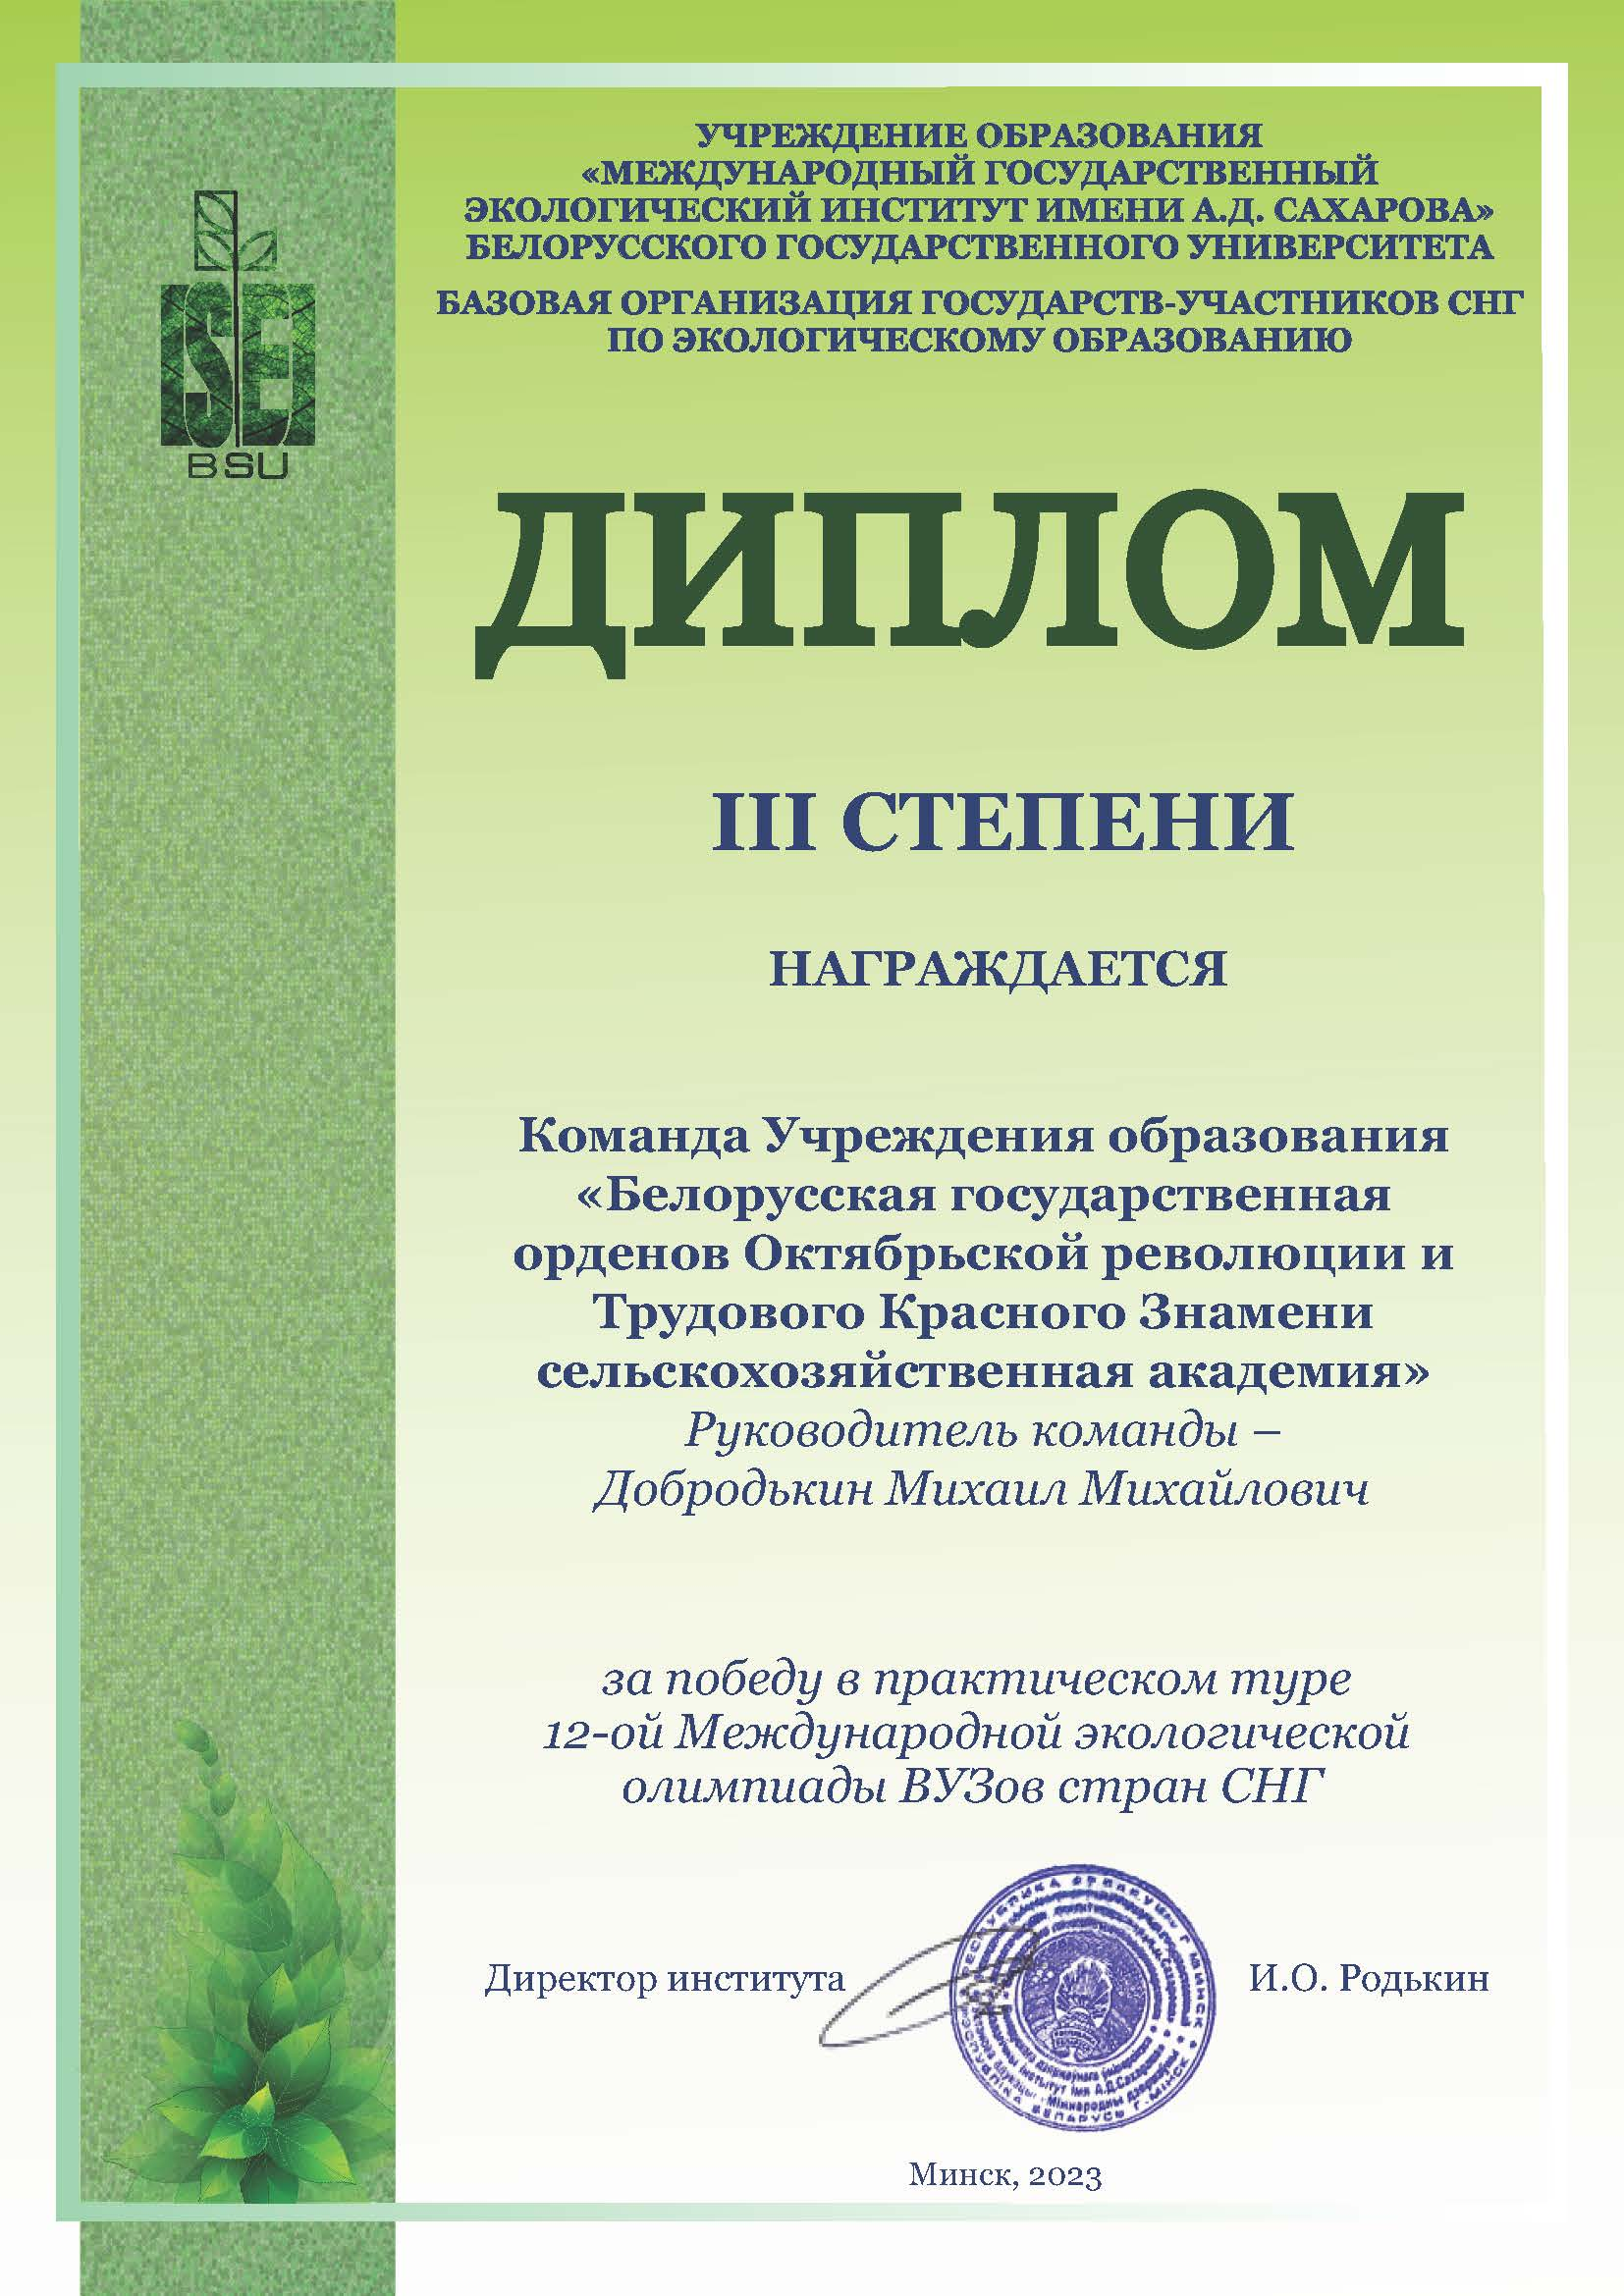 УЧРЕЖДЕНИЕ ОБРАЗОВАНИЯ
«МЕЖДУНАРОДНЫЙ ГОСУДАРСТВЕННЫЙ
ЭКОЛОГИЧЕСКИЙ ИНСТИТУТ ИМЕНИ А.Д. САХАРОВА»
БЕЛОРУССКОГО ГОСУДАРСТВЕННОГО УНИВЕРСИТЕТА
БАЗОВАЯ ОРГАНИЗАЦИЯ ГОСУДАРСТВ-УЧАСТНИКОВ СНГ
ПО ЭКОЛОГИЧЕСКОМУ ОБРАЗОВАНИЮ
ISEI
BSU
ДИПЛОМ
III СТЕПЕНИ
НАГРАЖДАЕТСЯ
Команда Учреждения образования
«Белорусская государственная
орденов Октябрьской революции и
Трудового Красного Знамени
сельскохозяйственная академия»
Руководитель команды –
Добродькин Михаил Михайлович
за победу в практическом туре
12-ой Международной экологической
олимпиады ВУЗов стран СНГ
Директор института
И.О. Родькин
Минск, 2023